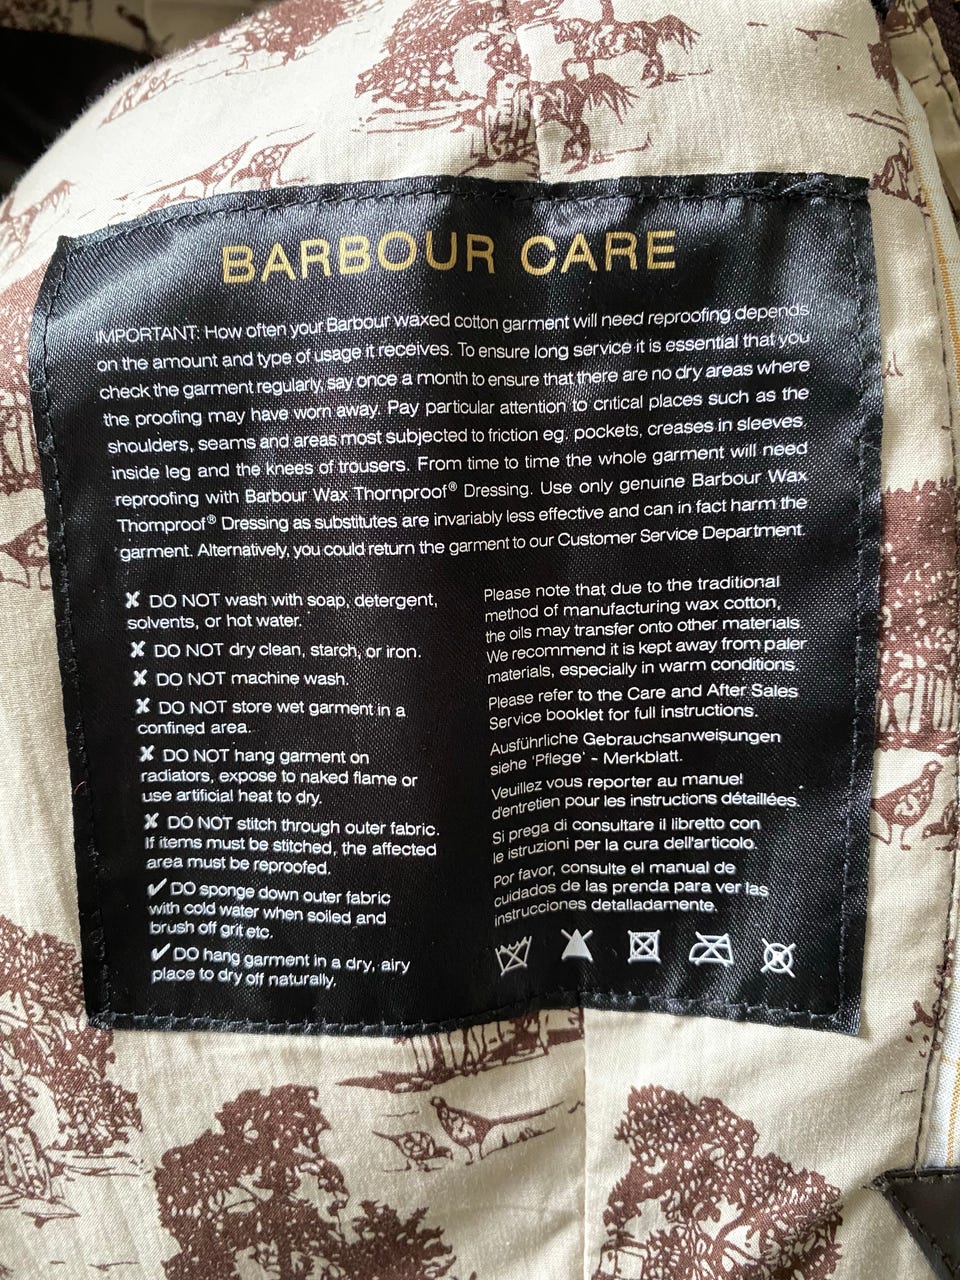 BARBOUR CARE
IMPORTANT: How often your Barbour waxed cotton garment will need reproofing depends
on the amount and type of usage it receives. To ensure long service it is essential that you
check the garment regularly, say once a month to ensure that there are no dry areas where
the proofing may have worn away. Pay particular attention to critical places such as the
shoulders, seams and areas most subjected to friction eg. pockets, creases in sleeves,
inside leg and the knees of trousers. From time to time the whole garment will need
reproofing with Barbour Wax Thornproof® Dressing. Use only genuine Barbour Wax
Thornproof® Dressing as substitutes are invariably less effective and can in fact harm the
garment. Alternatively, you could return the garment to our Customer Service Department.
✘ DO NOT wash with soap, detergent,
solvents, or hot water.
✘ DO NOT dry clean, starch, or iron.
✘ DO NOT machine wash.
✘ DO NOT store wet garment in a
confined area.
✘ DO NOT hang garment on
radiators, expose to naked flame or
use artificial heat to dry.
✘ DO NOT stitch through outer fabric.
If items must be stitched, the affected
area must be reproofed.
✔ DO sponge down outer fabric
with cold water when soiled and
brush off grit etc.
✔ DO hang garment in a dry, airy
place to dry off naturally.
Please note that due to the traditional
method of manufacturing wax cotton,
the oils may transfer onto other materials.
We recommend it is kept away from paler
materials, especially in warm conditions.
Please refer to the Care and After Sales
Service booklet for full instructions.
Ausführliche Gebrauchsanweisungen
siehe 'Pflege' - Merkblatt.
Veuillez vous reporter au manuel
d'entretien pour les instructions détaillées.
Si prega di consultare il libretto con
le istruzioni per la cura dell'articolo.
Por favor, consulte el manual de
cuidados de las prenda para ver las
instrucciones detalladamente.